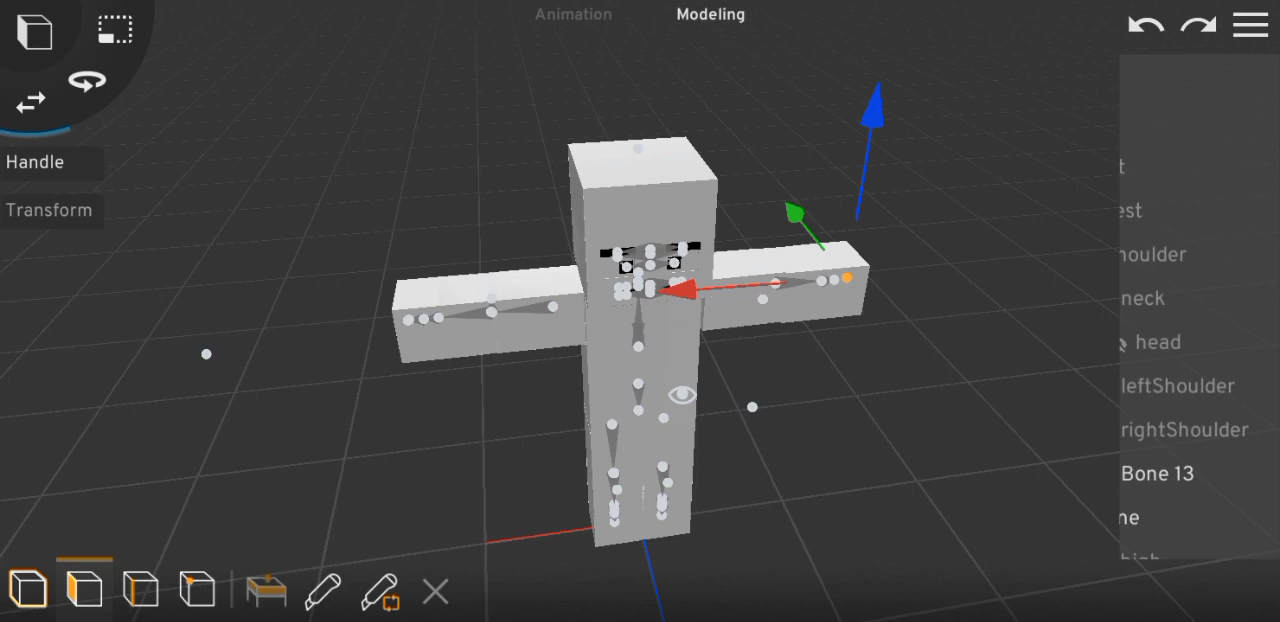 Animation
Modeling
Handle
Transform
t
est
houlder
neck
head
leftShoulder
rightShoulder
Bone 13
ne